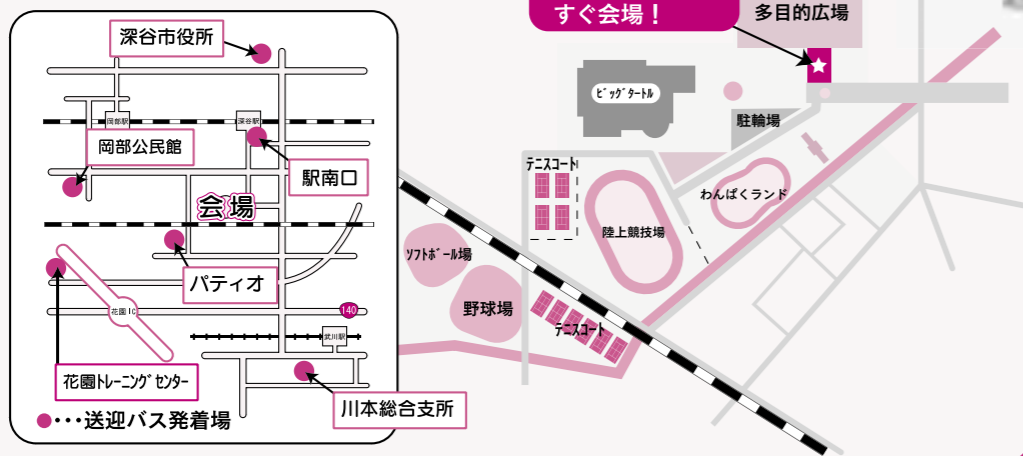 深谷市役所
岡部駅
深谷駅
岡部公民館
駅南口
会場
パティオ
花園IC
140
武川駅
花園トレーニングセンター
川本総合支所
●･･･送迎バス発着場
すぐ会場！
多目的広場
ビッグタートル
駐輪場
テニスコート
わんぱくランド
陸上競技場
ソフトボール場
野球場
テニスコート